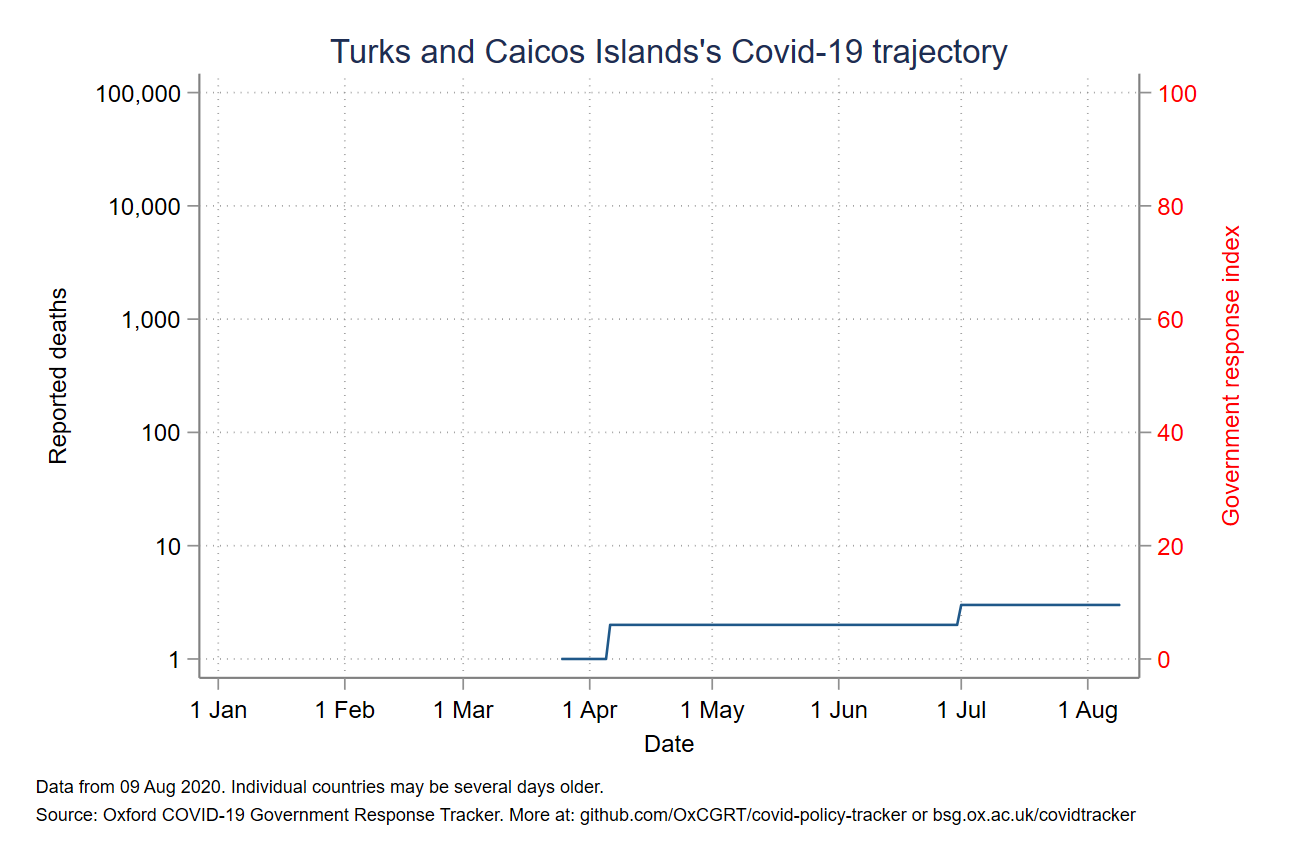 Turks and Caicos Islands's Covid-19 trajectory
100,000
10,000
1,000
100
10
1
Reported deaths
100
80
60
40
20
0
Government response index
1 Jan
1 Feb
1 Mar
1 Apr
1 May
1 Jun
1 Jul
1 Aug
Date
Data from 09 Aug 2020. Individual countries may be several days older.
Source: Oxford COVID-19 Government Response Tracker. More at: github.com/OxCGRT/covid-policy-tracker or bsg.ox.ac.uk/covidtracker